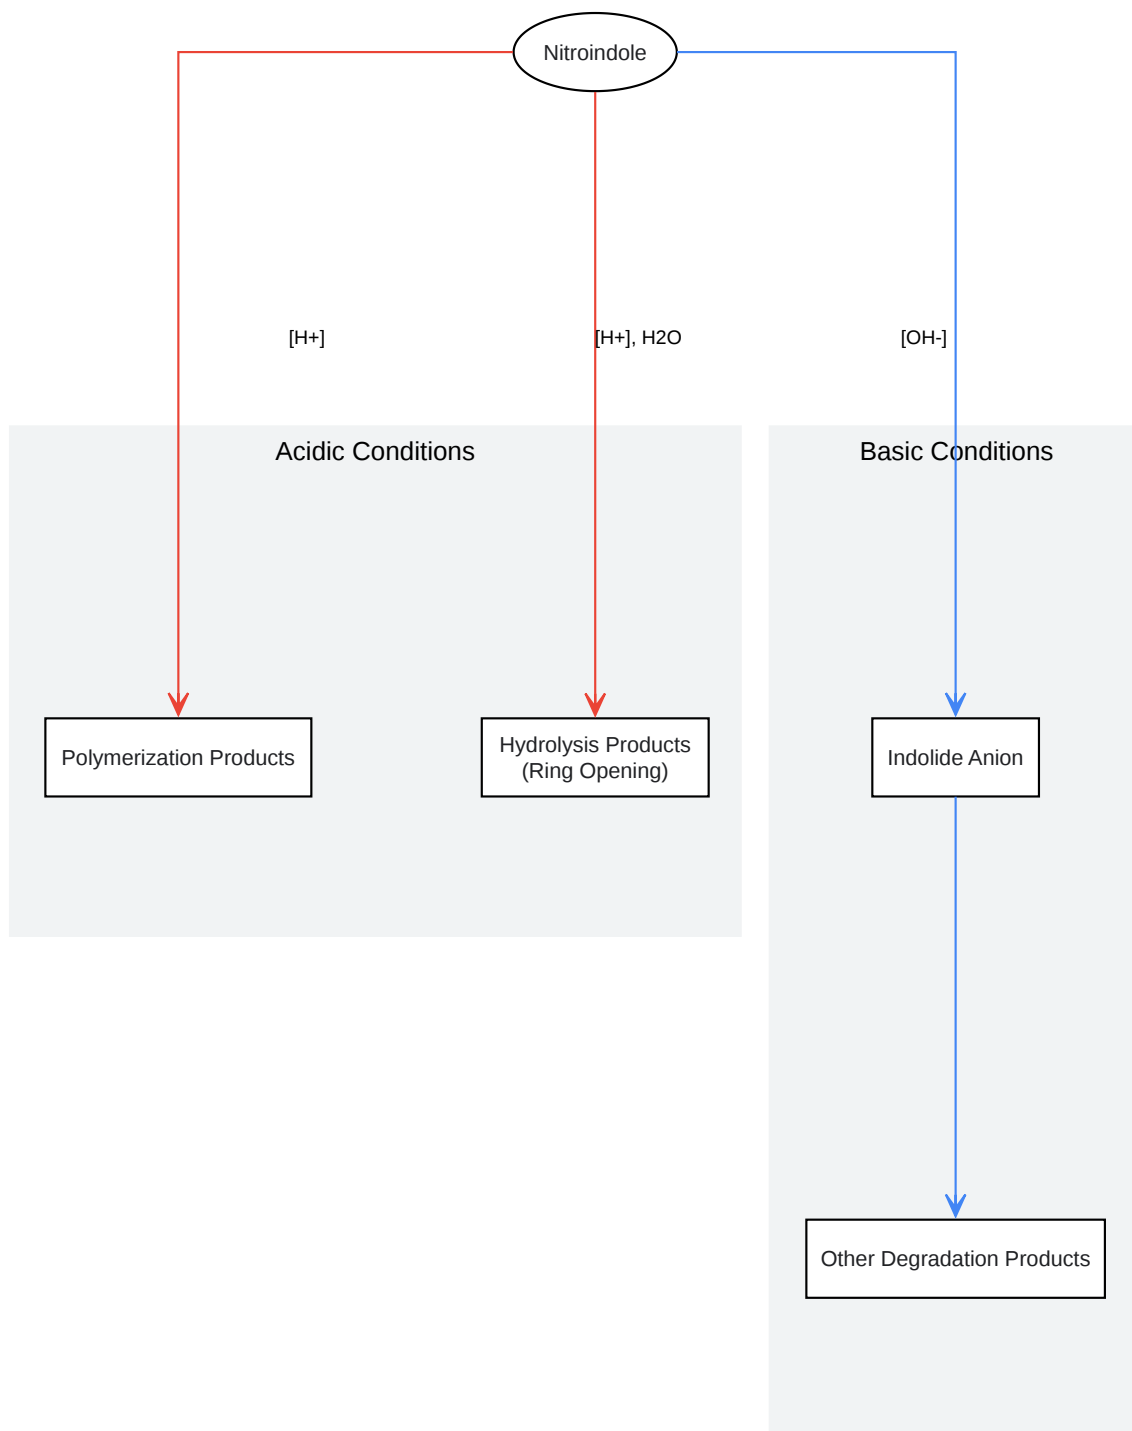 Nitroindole
[H+]
[H+], H2O
[OH-]
Acidic Conditions
Basic Conditions
Polymerization Products
Hydrolysis Products
(Ring Opening)
Indolide Anion
Other Degradation Products